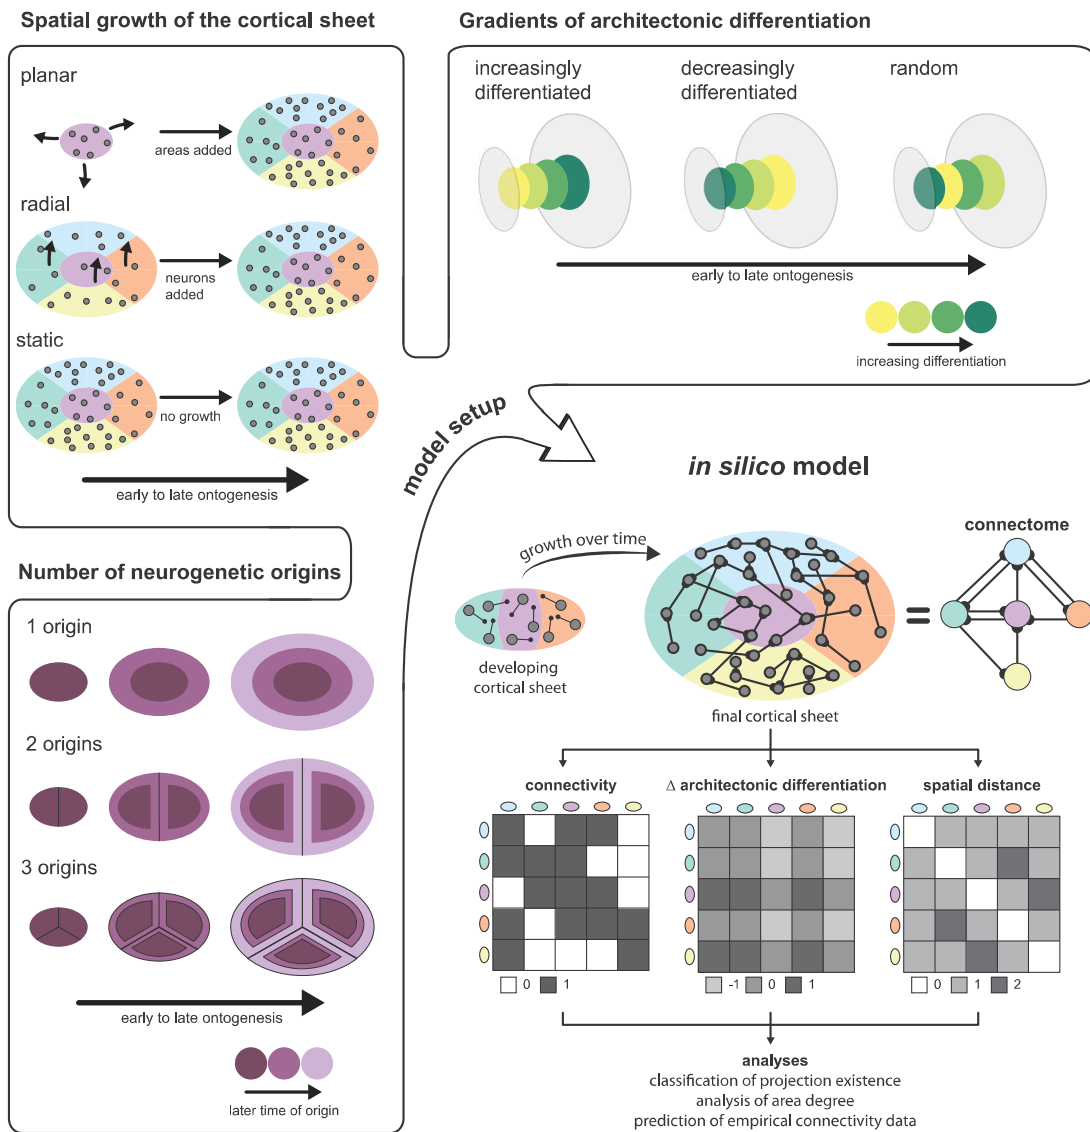 Spatial growth of the cortical sheet
planar
areas added
radial
neurons
added
static
no growth
early to late ontogenesis
Gradients of architectonic differentiation
increasingly
differentiated
decreasingly
differentiated
random
early to late ontogenesis
increasing differentiation
Number of neurogenetic origins
1 origin
2 origins
3 origins
early to late ontogenesis
later time of origin
model setup
in silico model
growth over time
developing
cortical sheet
final cortical sheet
=
connectome
connectivity
0 1
Δ architectonic differentiation
-1 0 1
spatial distance
0 1 2
analyses
classification of projection existence
analysis of area degree
prediction of empirical connectivity data